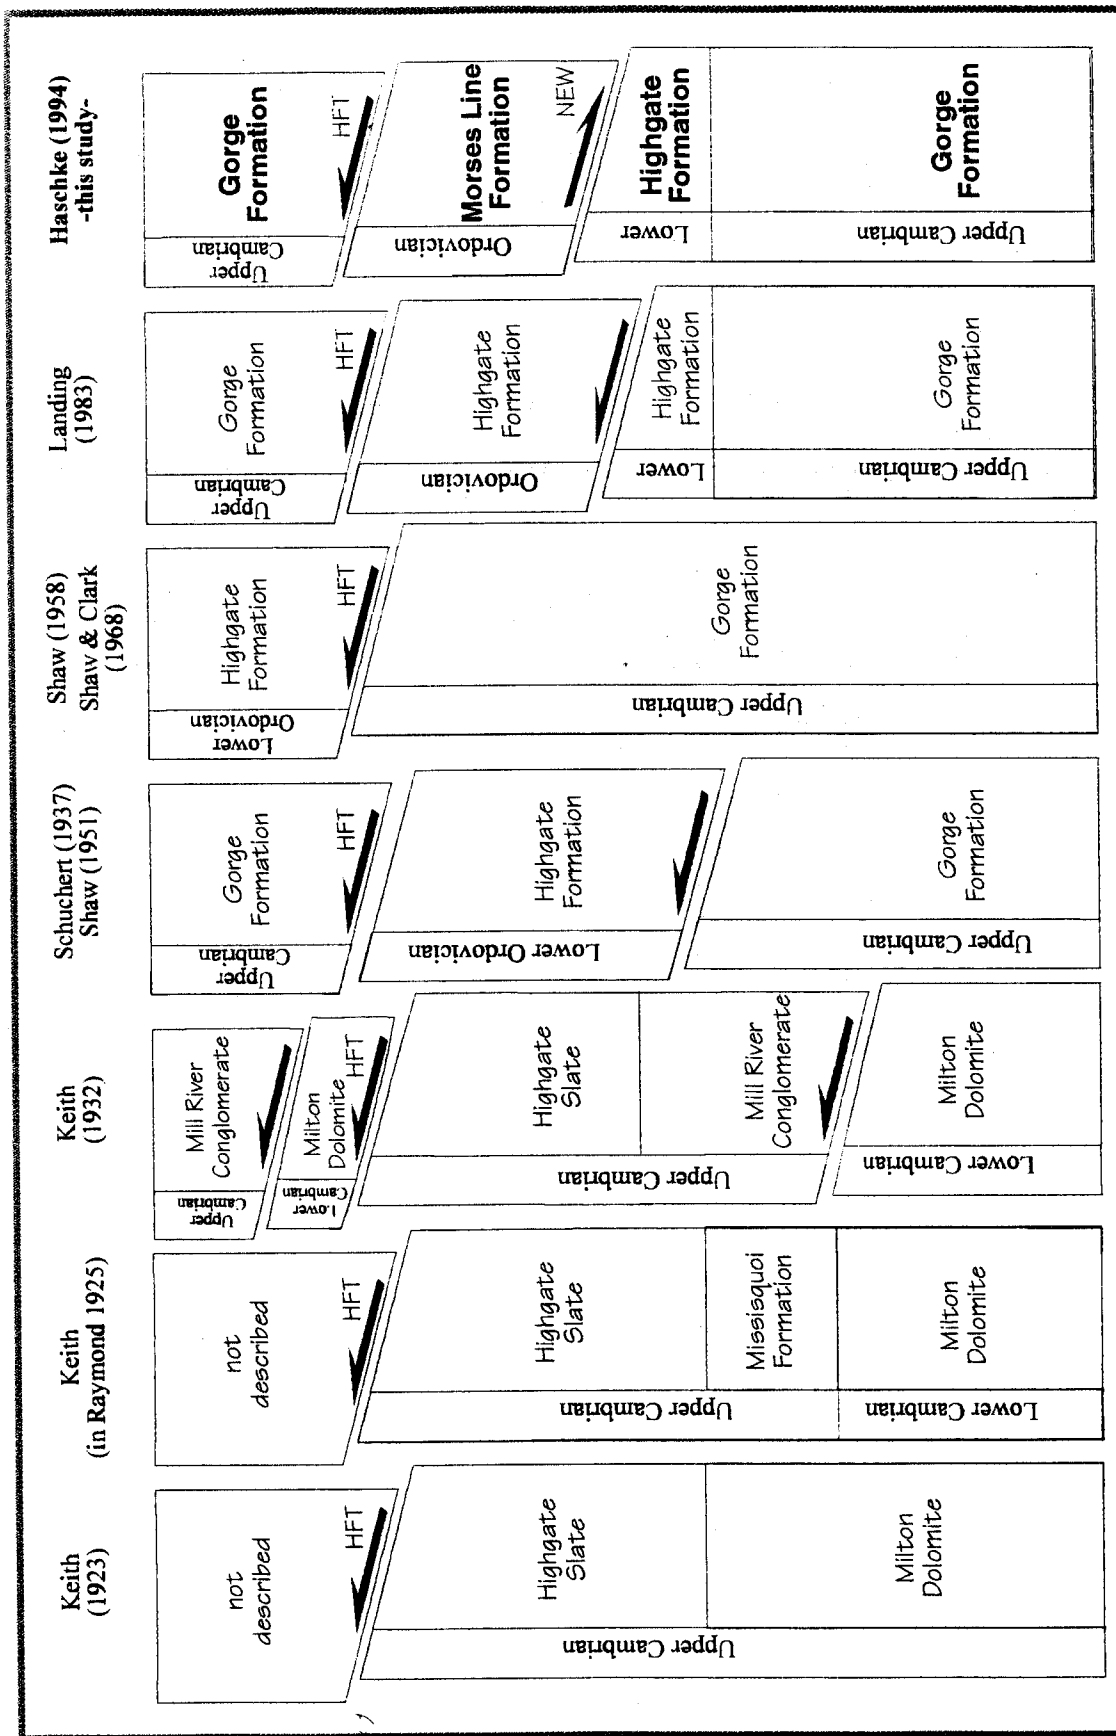 Keith
(1923)
not
described
HFT
Upper Cambrian
Highgate
Slate
Milton
Dolomite
Keith
(in Raymond 1925)
not
described
HFT
Upper Cambrian
Highgate
Slate
Missisquoi
Formation
Lower Cambrian
Milton
Dolomite
Keith
(1932)
Upper
Cambrian
Mill River
Conglomerate
Lower
Cambrian
Milton
Dolomite
HFT
Upper Cambrian
Highgate
Slate
Mill River
Conglomerate
Lower Cambrian
Milton
Dolomite
Schuchert (1937)
Shaw (1951)
Upper
Cambrian
Gorge
Formation
HFT
Lower Ordovician
Highgate
Formation
Upper Cambrian
Gorge
Formation
Shaw (1958)
Shaw & Clark
(1968)
Lower
Ordovician
Highgate
Formation
HFT
Upper Cambrian
Gorge
Formation
Landing
(1983)
Upper
Cambrian
Gorge
Formation
HFT
Ordovician
Highgate
Formation
Lower
Highgate
Formation
Upper Cambrian
Gorge
Formation
Haschke (1994)
-this study-
Upper
Cambrian
Gorge
Formation
HFT
Ordovician
Morses Line
Formation
NEW
Lower
Highgate
Formation
Upper Cambrian
Gorge
Formation